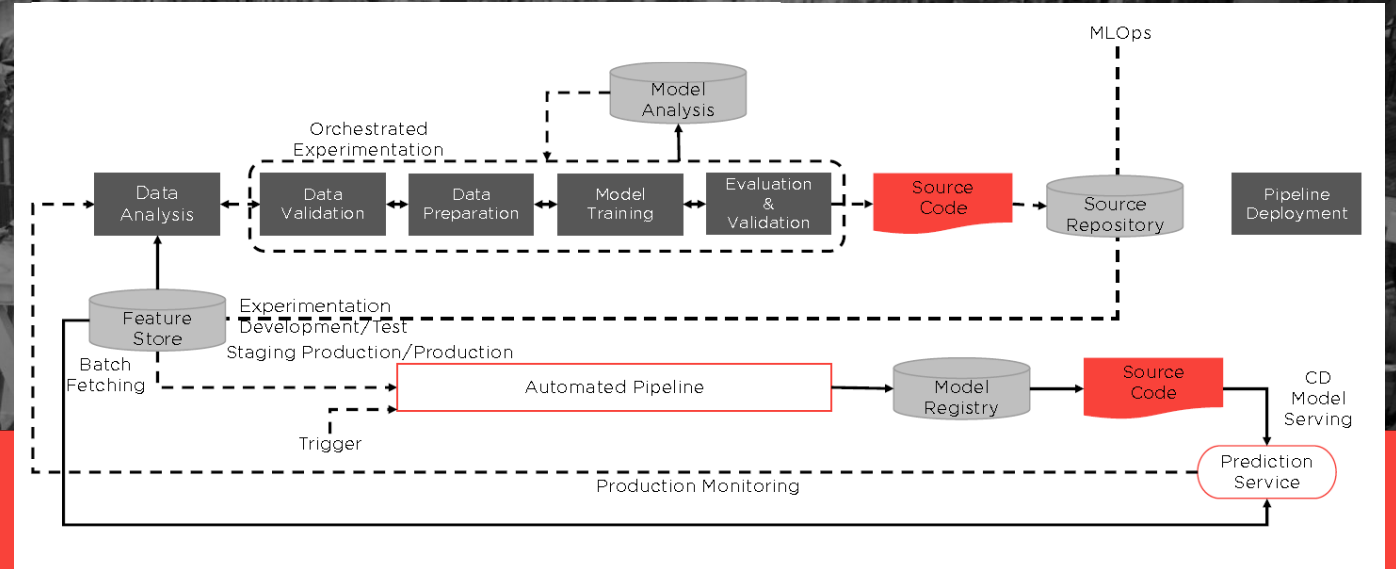 MLOps
Model
Analysis
Orchestrated
Experimentation
Data
Analysis
Data
Validation
Data
Preparation
Model
Training
Evaluation
&
Validation
Source
Code
Source
Repository
Pipeline
Deployment
Feature
Store
Experimentation
Development/Test
Staging Production/Production
Batch
Fetching
Automated Pipeline
Trigger
Model
Registry
Source
Code
CD
Model
Serving
Prediction
Service
Production Monitoring